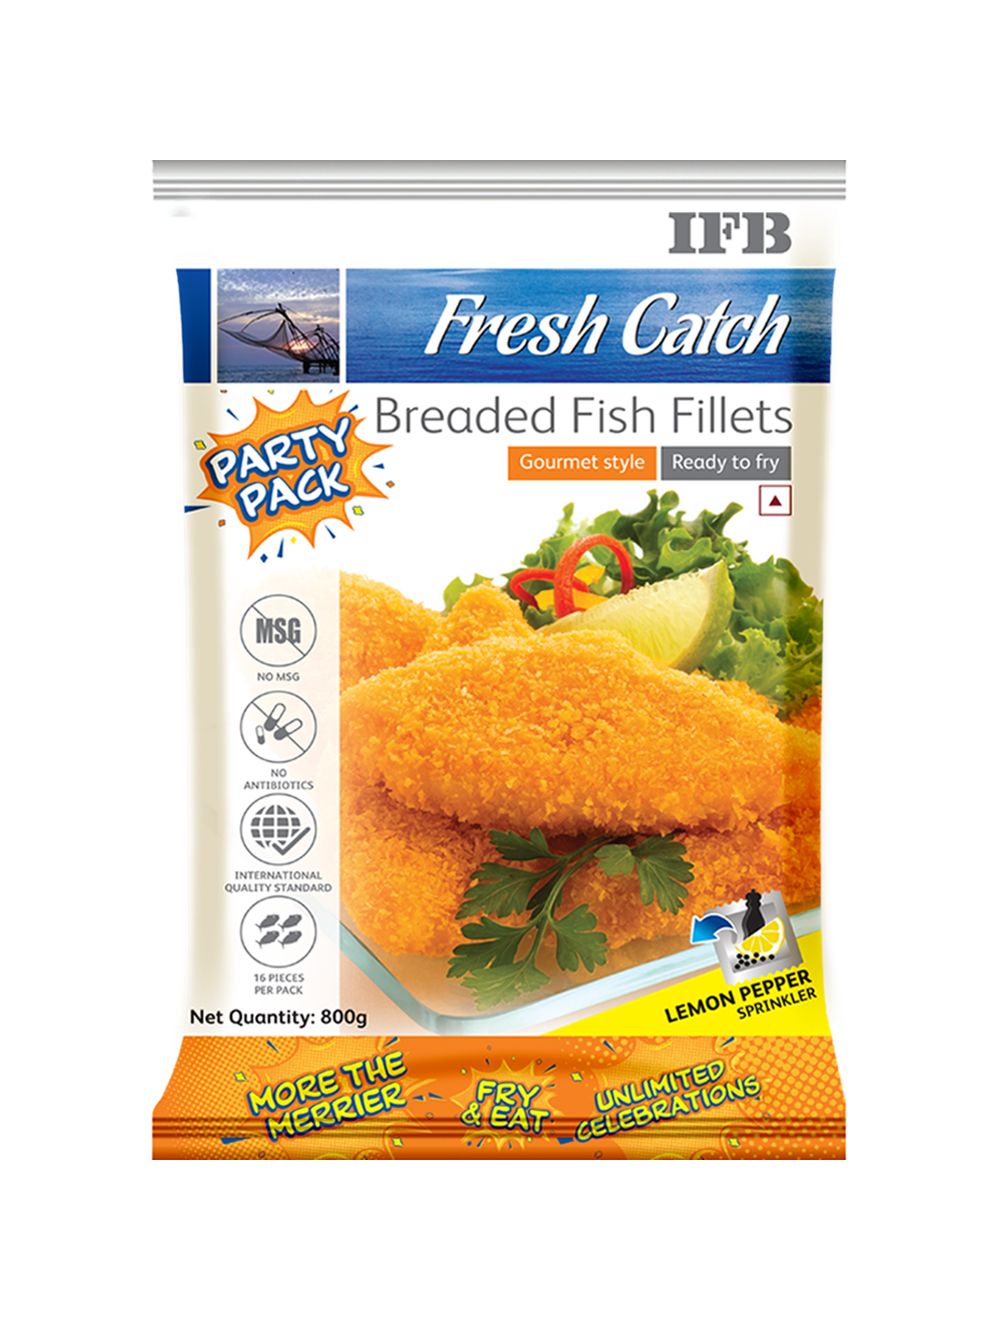 IFB
Fresh Catch
PARTY
PACK
Breaded Fish Fillets
Gourmet style
Ready to fry
MSG
NO MSG
NO
ANTIBIOTICS
INTERNATIONAL
QUALITY STANDARD
16 PIECES
PER PACK
Net Quantity: 800g
LEMON PEPPER
SPRINKLER
MORE THE
MERRIER
FRY
& EAT
UNLIMITED
CELEBRATIONS